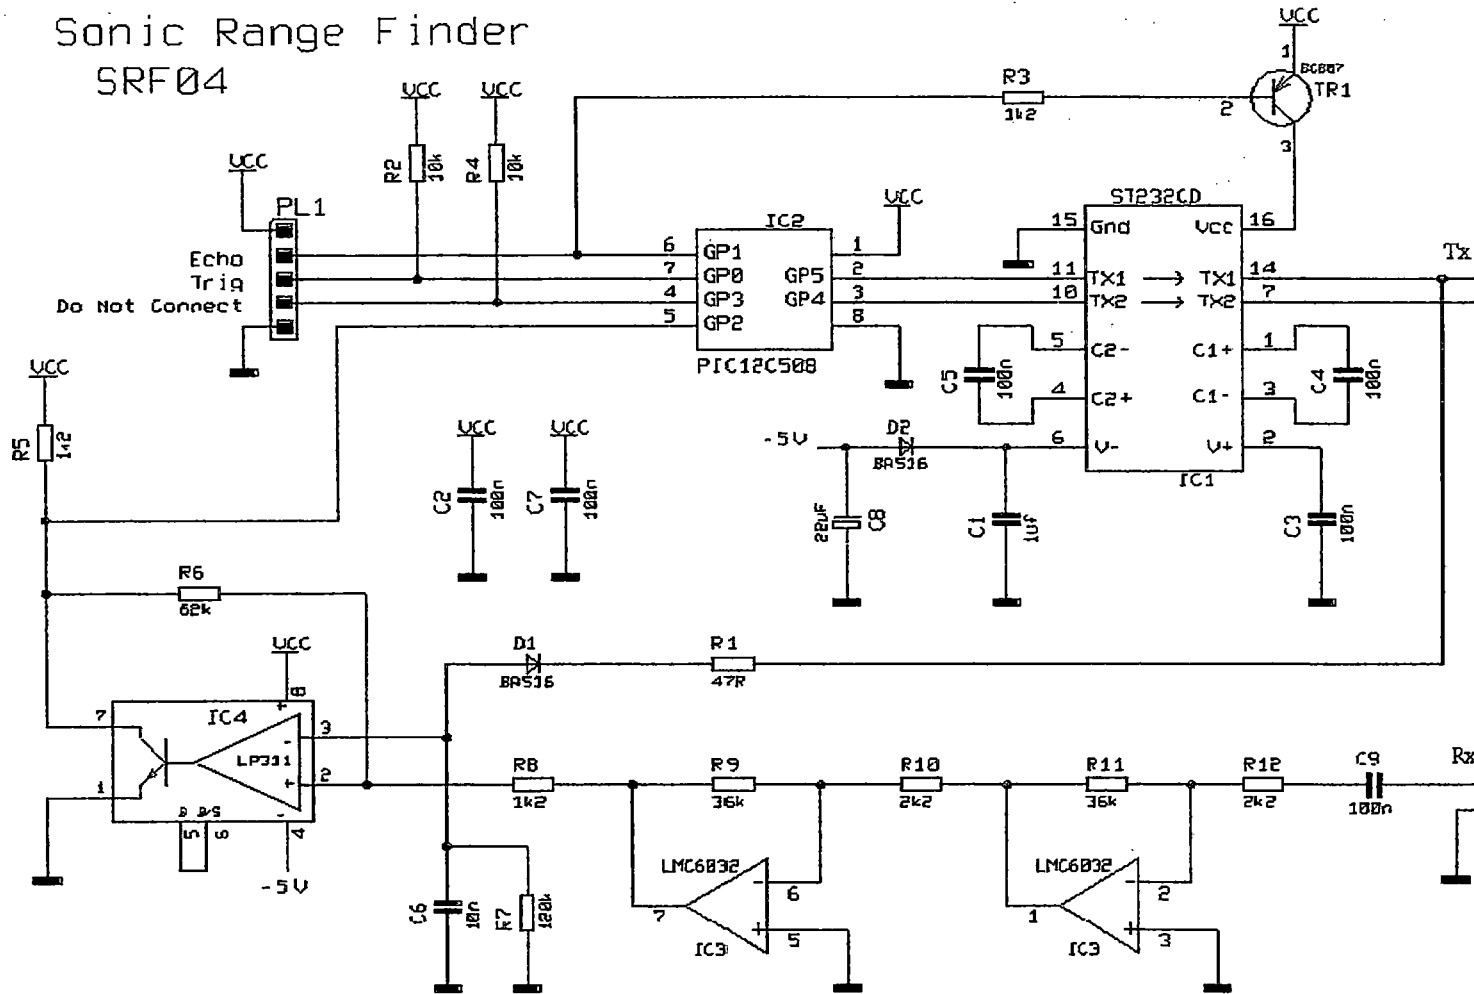 Sonic Range Finder
SRF04
VCC
1
BC807
TR1
2
3
R3
1k2
VCC
VCC
R2
10k
R4
10k
VCC
PL1
Echo
Trig
Do Not Connect
IC2
VCC
6 GP1 1
7 GP0 GP5 2
4 GP3 GP4 3
5 GP2 8
PIC12C508
ST232CD
15 Gnd Vcc 16
11 TX1 TX1 14
10 TX2 TX2 7
5 C2- C1+ 1
4 C2+ C1- 3
6 V- V+ 2
IC1
Tx
C5
100n
C4
100n
-5V
D2
BAS16
C8
22uF
C1
1uf
C3
100n
VCC
R5
1k2
VCC
C2
100n
VCC
C7
100n
R6
62k
VCC
8
+
IC4
7
3
-
LP311
+
2
1
G
5
6
-
4
-5V
D1
BAS16
R1
47R
R8
1k2
R9
36k
R10
2k2
R11
36k
R12
2k2
C9
100n
Rx
C6
10n
R7
120k
LMC6032
-
6
7
+
5
IC3
LMC6032
-
2
1
+
3
IC3